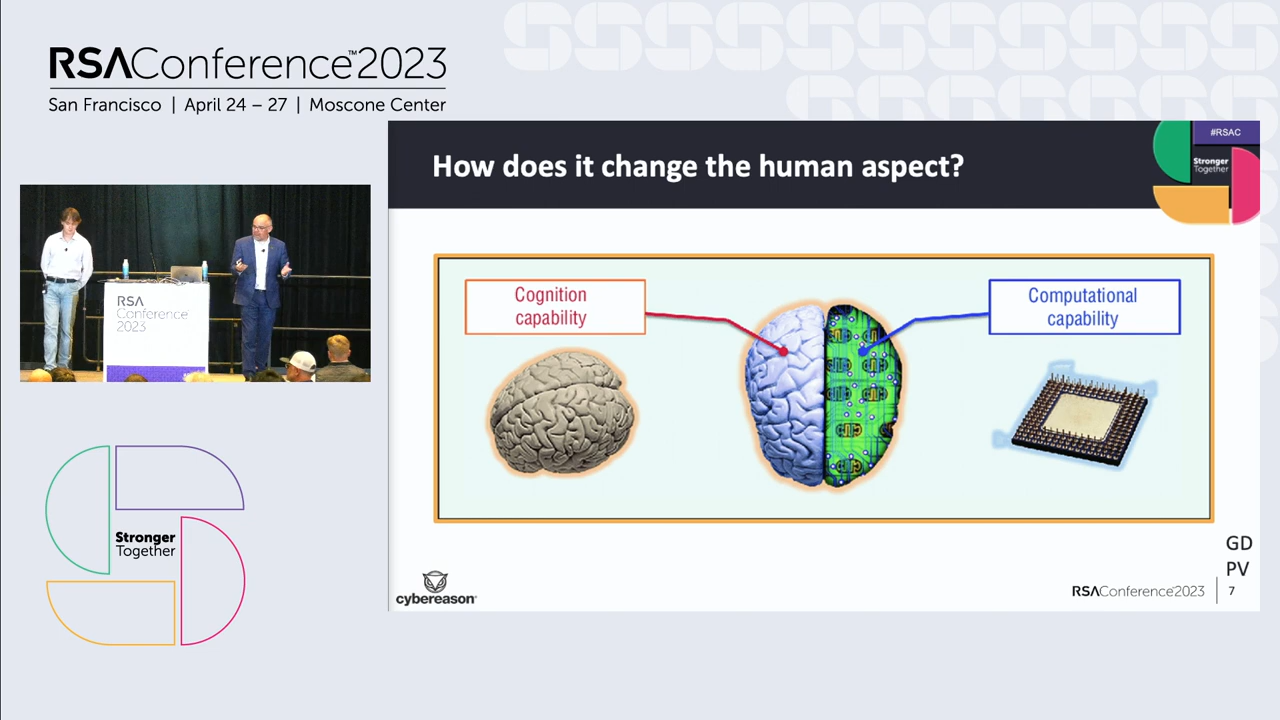 RSAConference™2023
San Francisco | April 24 – 27 | Moscone Center
#RSAC
How does it change the human aspect?
Stronger
Together
Cognition
capability
Computational
capability
RSA
Conference
2023
Stronger
Together
GD
PV
cybereason®
RSAConference2023
7